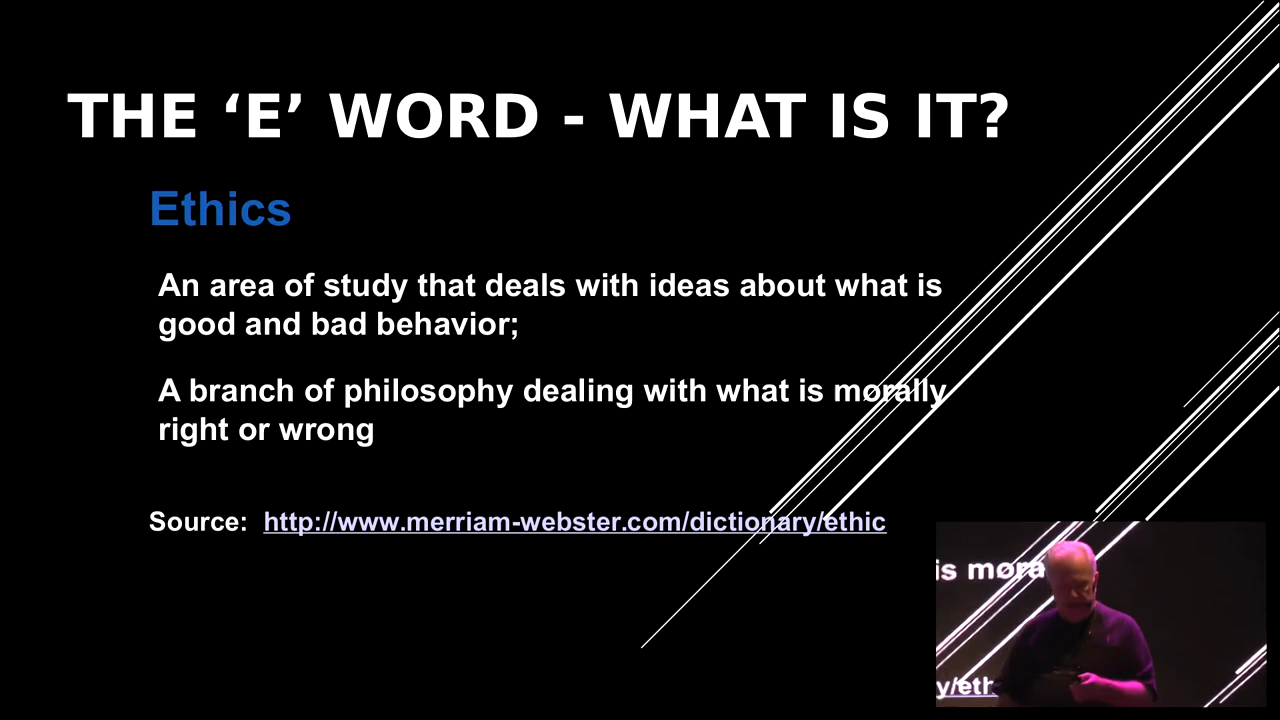 THE ‘E’ WORD - WHAT IS IT?
Ethics
An area of study that deals with ideas about what is
good and bad behavior;
A branch of philosophy dealing with what is morally
right or wrong
Source: http://www.merriam-webster.com/dictionary/ethic
is mora
y/eth